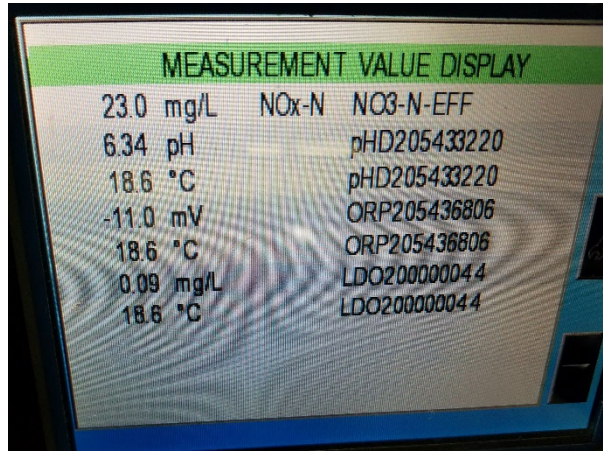 MEASUREMENT VALUE DISPLAY
23.0 mg/L NOx-N NO3-N-EFF
6.34 pH pHD205433220
18.6 °C pHD205433220
-11.0 mV ORP205436806
18.6 °C ORP205436806
0.09 mg/L LDO200000044
18.6 °C LDO200000044